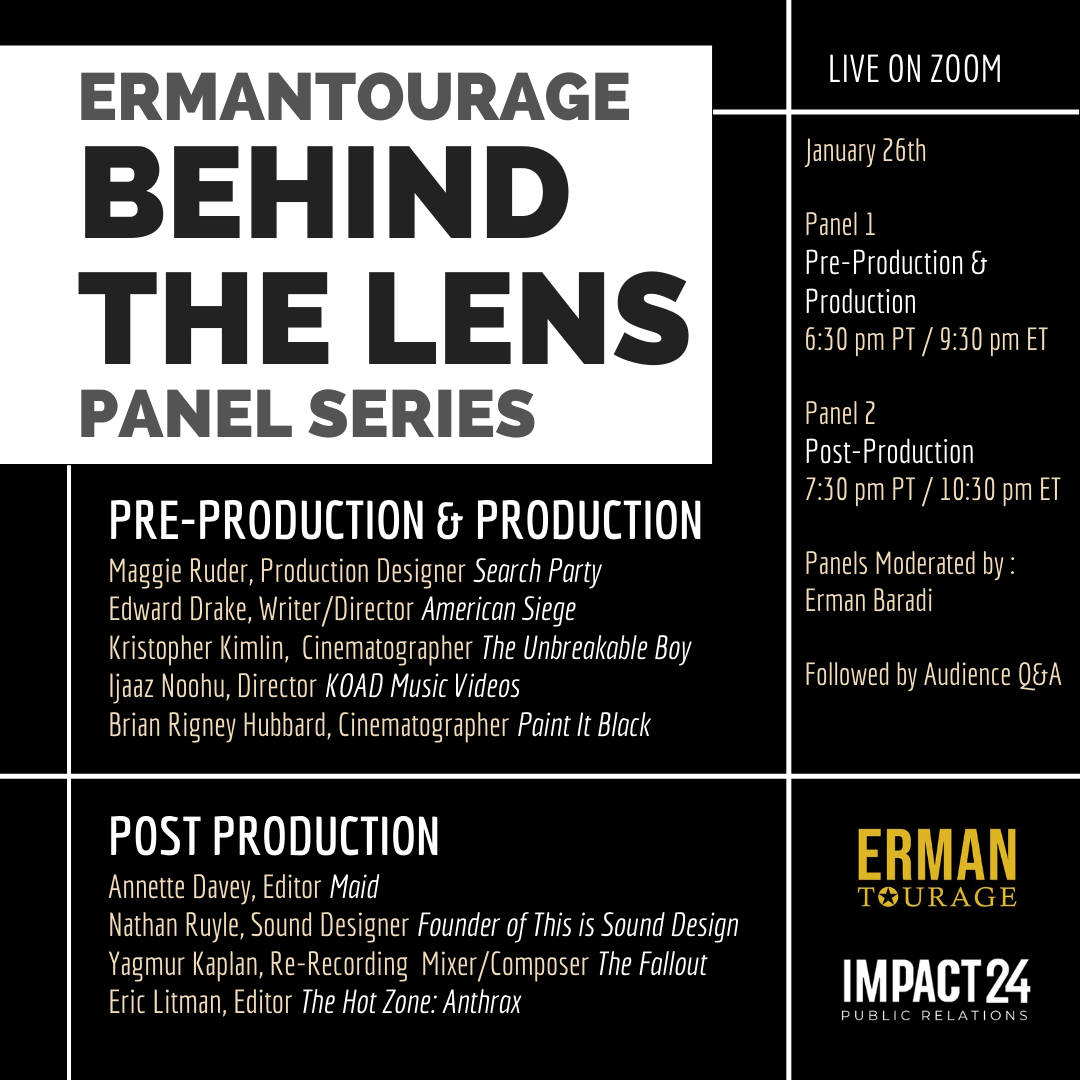 ERMANTOURAGE
BEHIND
THE LENS
PANEL SERIES
LIVE ON ZOOM
January 26th
Panel 1
Pre-Production &
Production
6:30 pm PT / 9:30 pm ET
Panel 2
Post-Production
7:30 pm PT / 10:30 pm ET
Panels Moderated by :
Erman Baradi
Followed by Audience Q&A
PRE-PRODUCTION & PRODUCTION
Maggie Ruder, Production Designer Search Party
Edward Drake, Writer/Director American Siege
Kristopher Kimlin,  Cinematographer The Unbreakable Boy
Ijaaz Noohu, Director KOAD Music Videos
Brian Rigney Hubbard, Cinematographer Paint It Black
POST PRODUCTION
Annette Davey, Editor Maid
Nathan Ruyle, Sound Designer Founder of This is Sound Design
Yagmur Kaplan, Re-Recording  Mixer/Composer The Fallout
Eric Litman, Editor The Hot Zone: Anthrax
ERMAN
TOURAGE
IMPACT24
PUBLIC RELATIONS